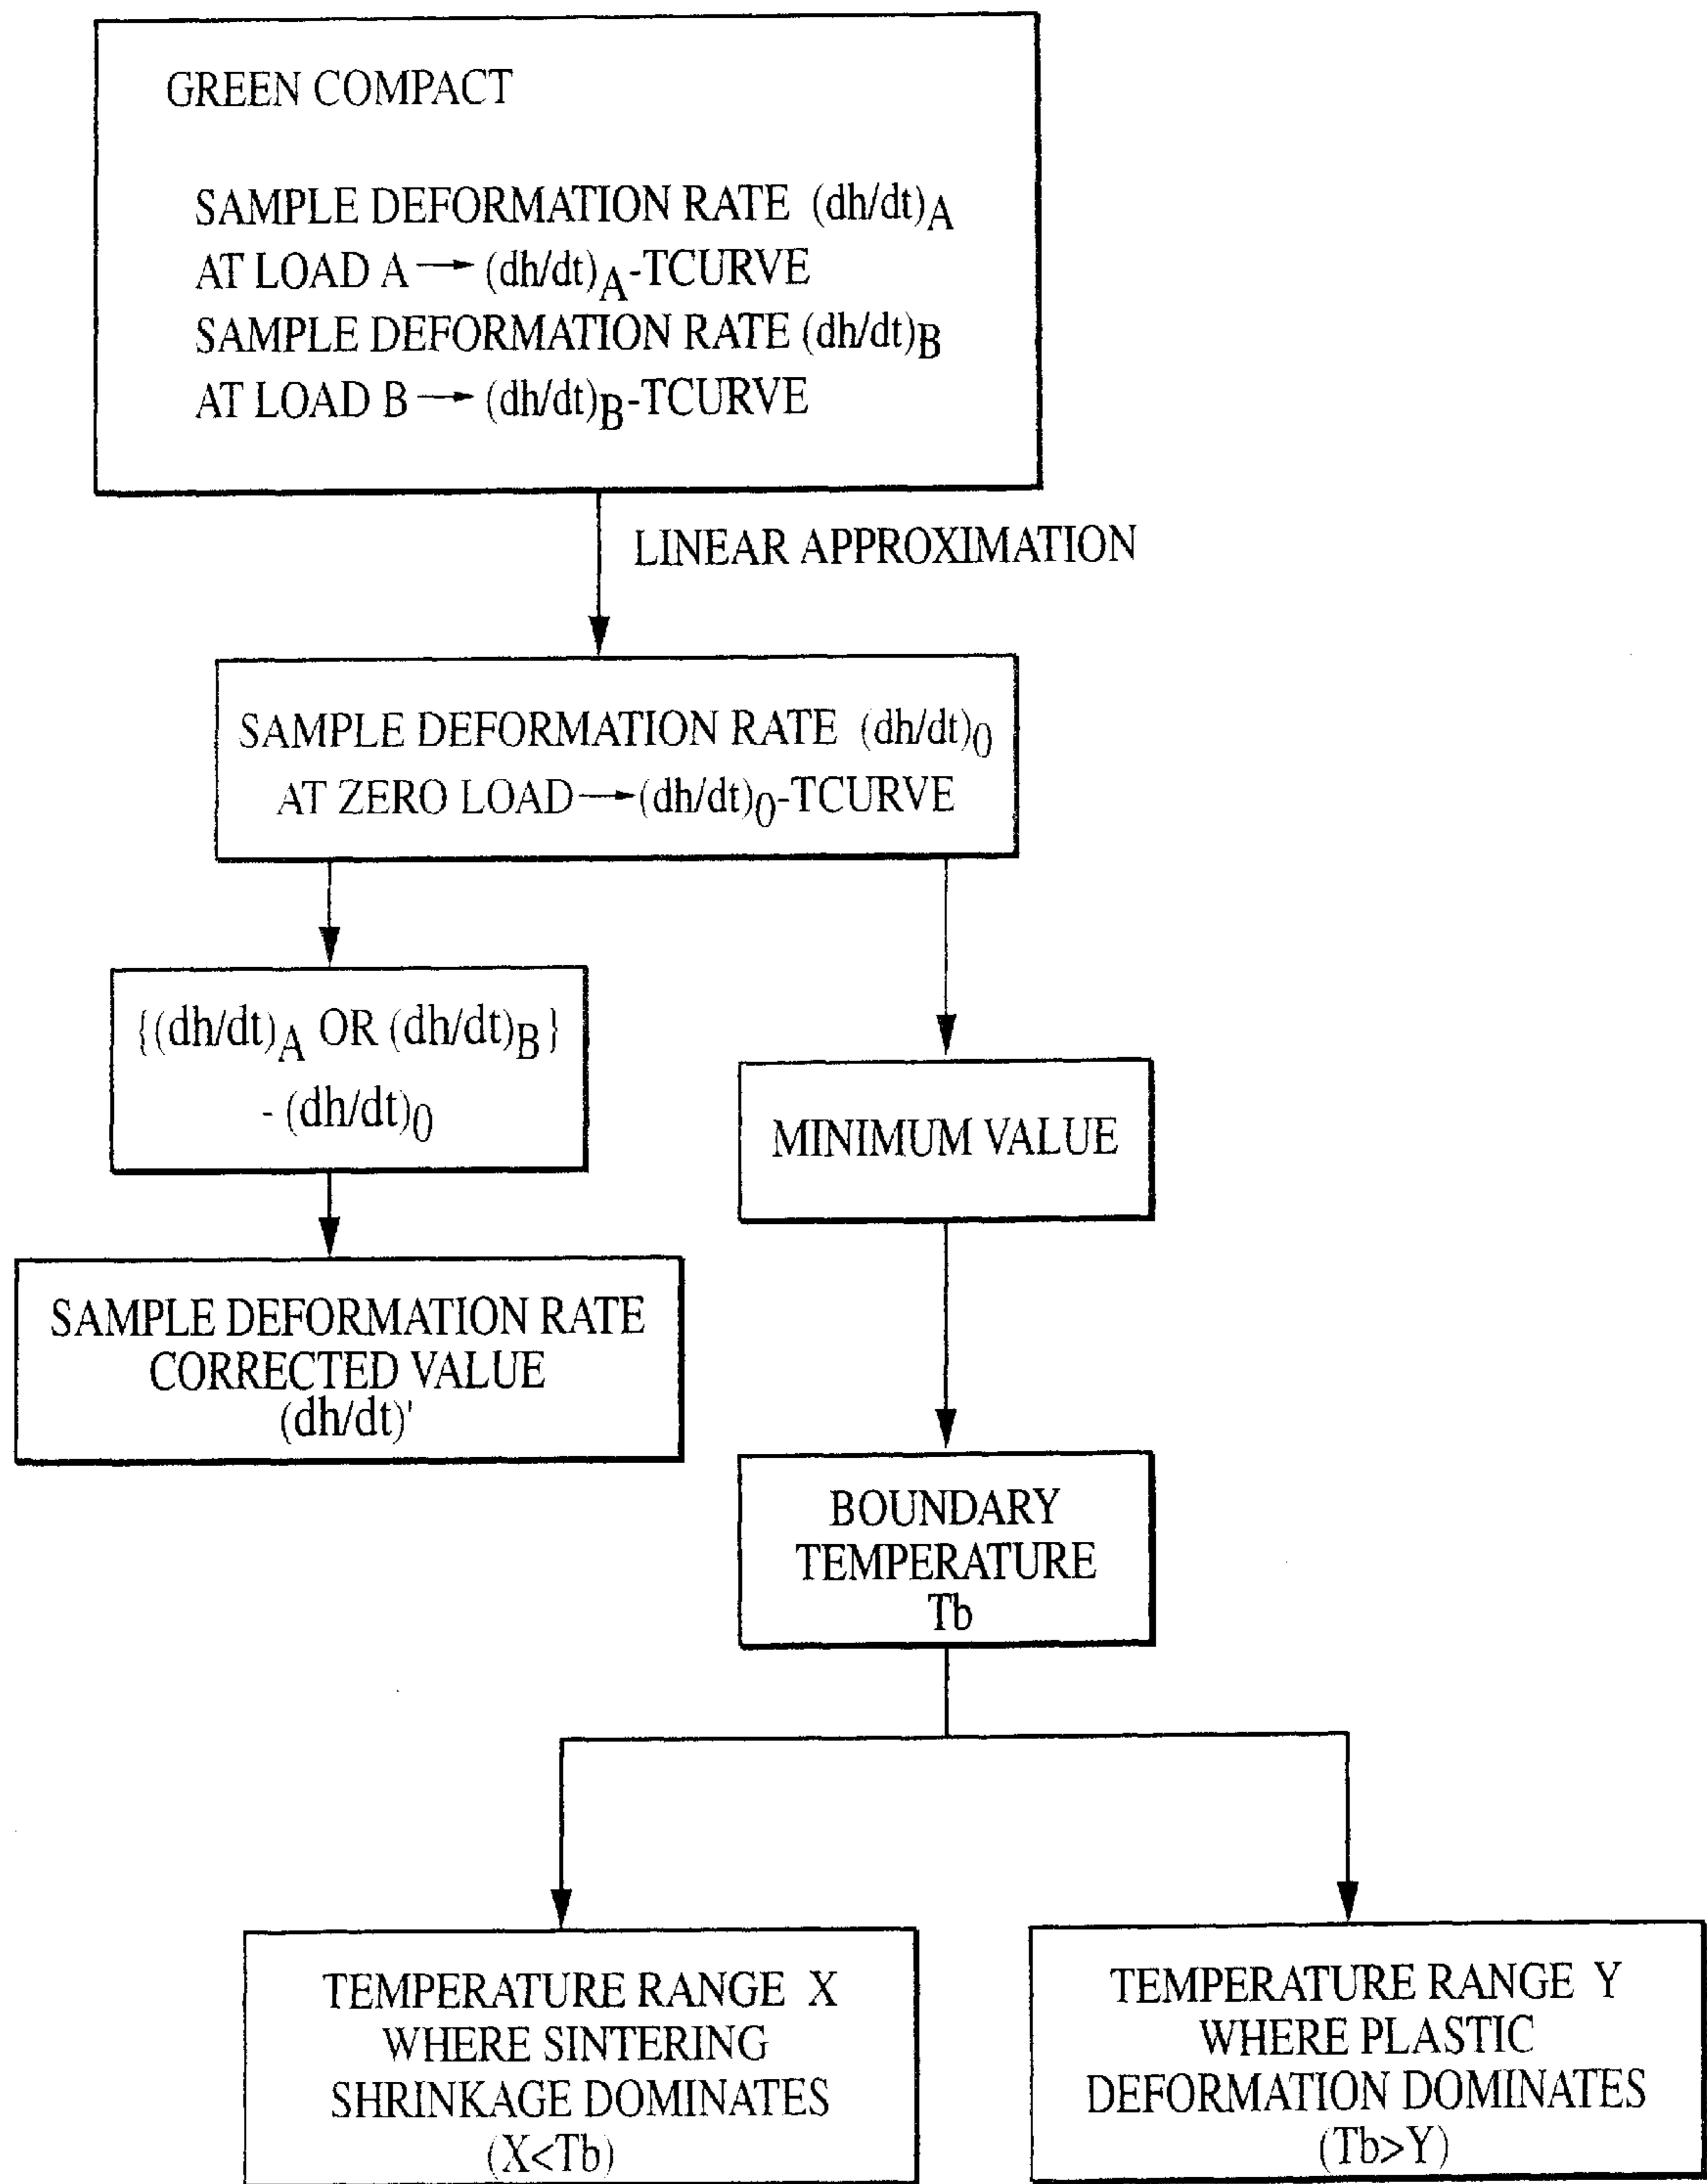 GREEN COMPACT
SAMPLE DEFORMATION RATE (dh/dt)A
AT LOAD A → (dh/dt)A-TCURVE
SAMPLE DEFORMATION RATE (dh/dt)B
AT LOAD B → (dh/dt)B-TCURVE
LINEAR APPROXIMATION
SAMPLE DEFORMATION RATE (dh/dt)0
AT ZERO LOAD → (dh/dt)0-TCURVE
{(dh/dt)A OR (dh/dt)B}
- (dh/dt)0
MINIMUM VALUE
SAMPLE DEFORMATION RATE
CORRECTED VALUE
(dh/dt)'
BOUNDARY
TEMPERATURE
Tb
TEMPERATURE RANGE X
WHERE SINTERING
SHRINKAGE DOMINATES
(X<Tb)
TEMPERATURE RANGE Y
WHERE PLASTIC
DEFORMATION DOMINATES
(Tb>Y)